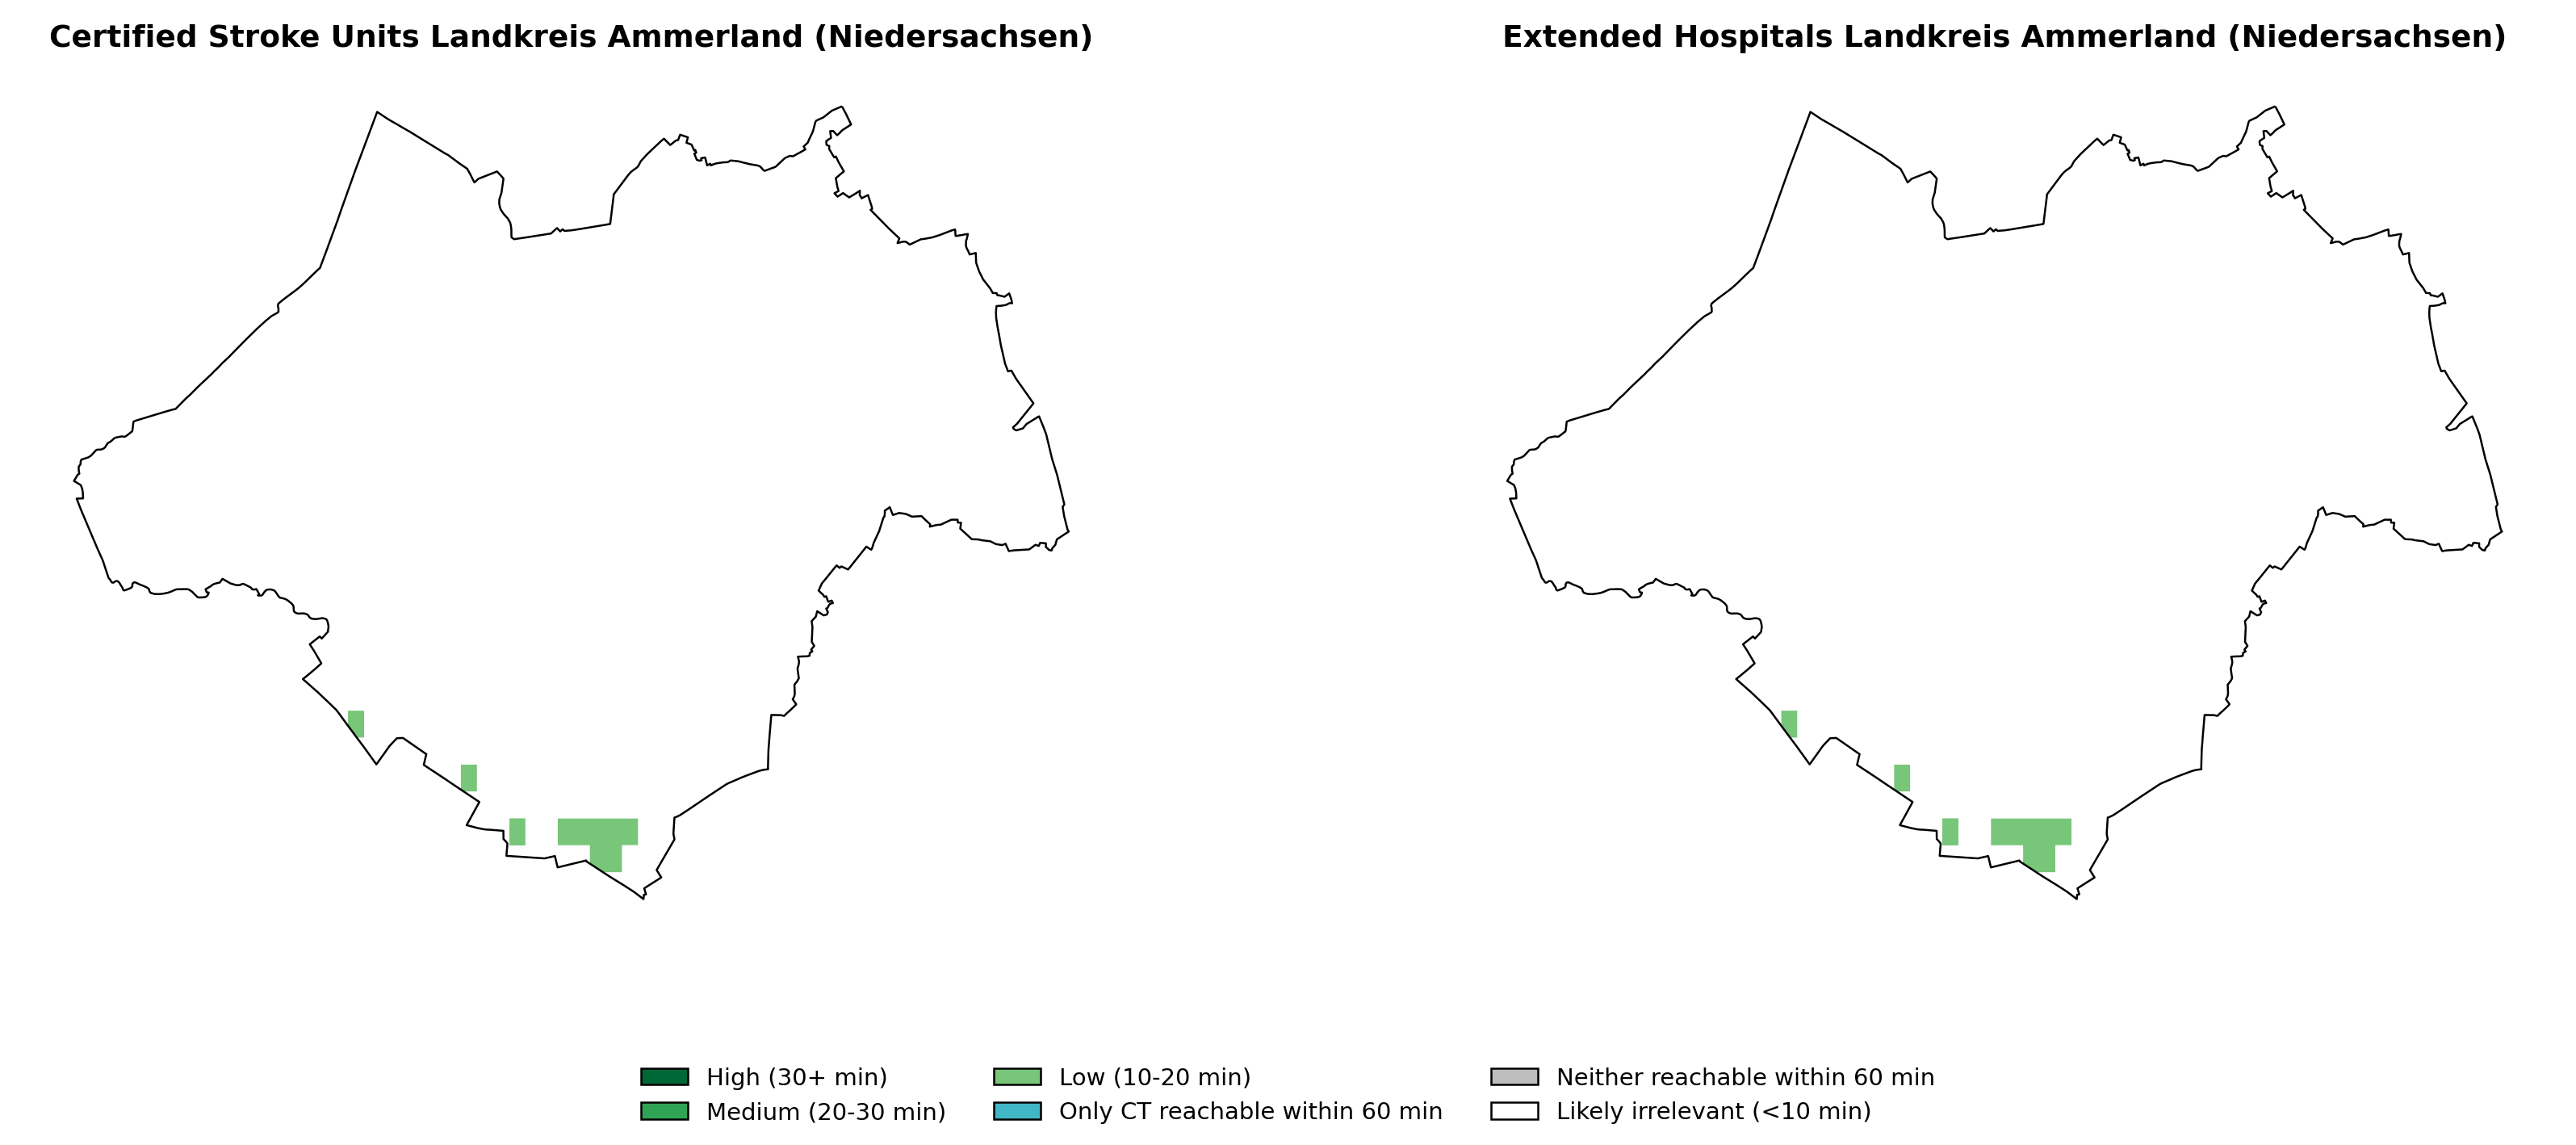 Certified Stroke Units Landkreis Ammerland (Niedersachsen)
Extended Hospitals Landkreis Ammerland (Niedersachsen)
High (30+ min)
Medium (20-30 min)
Low (10-20 min)
Only CT reachable within 60 min
Neither reachable within 60 min
Likely irrelevant (<10 min)